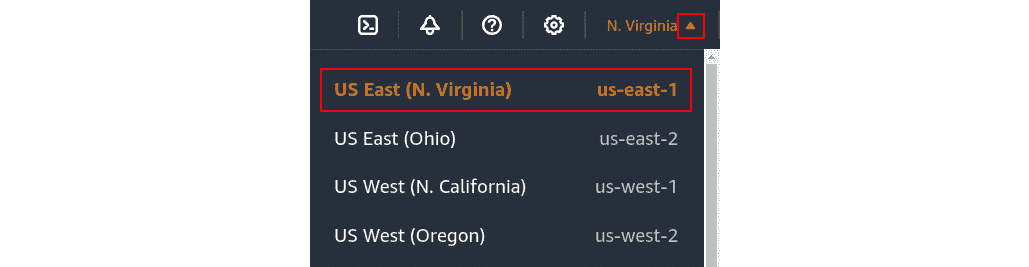 N. Virginia
US East (N. Virginia) us-east-1
US East (Ohio) us-east-2
US West (N. California) us-west-1
US West (Oregon) us-west-2